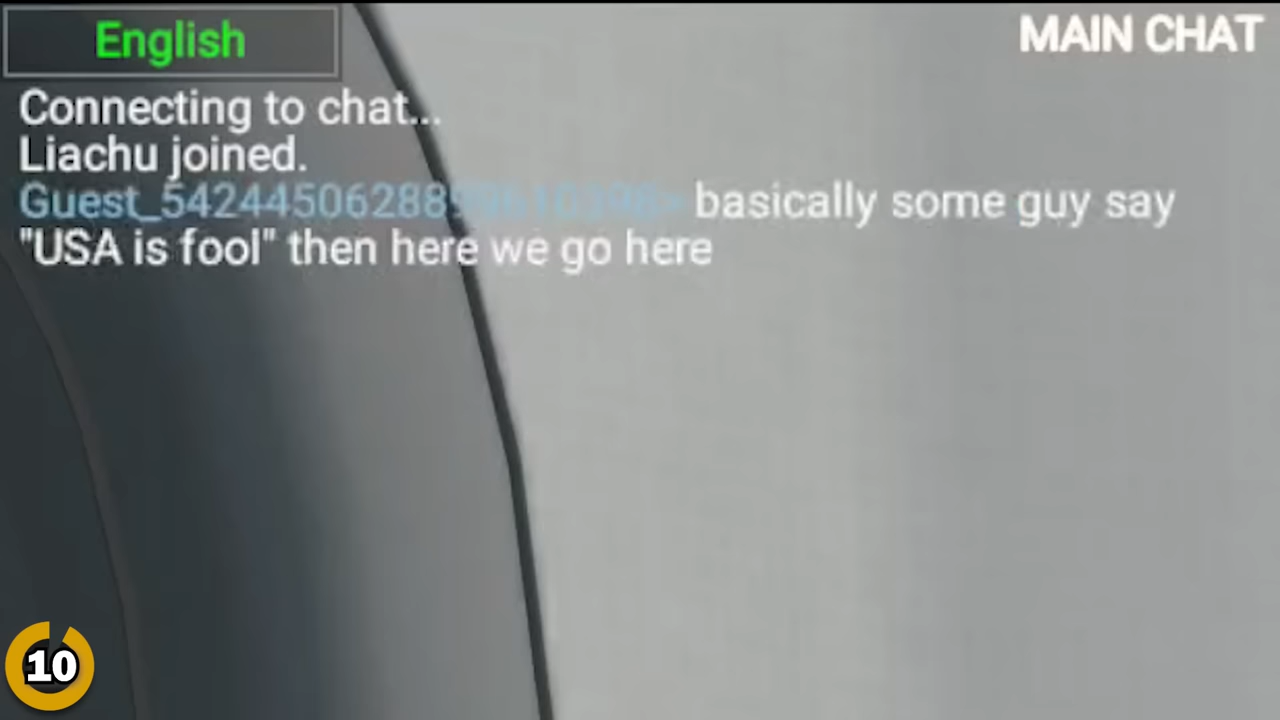 English
MAIN CHAT
Connecting to chat...
Liachu joined.
basically some guy say
"USA is fool" then here we go here
10